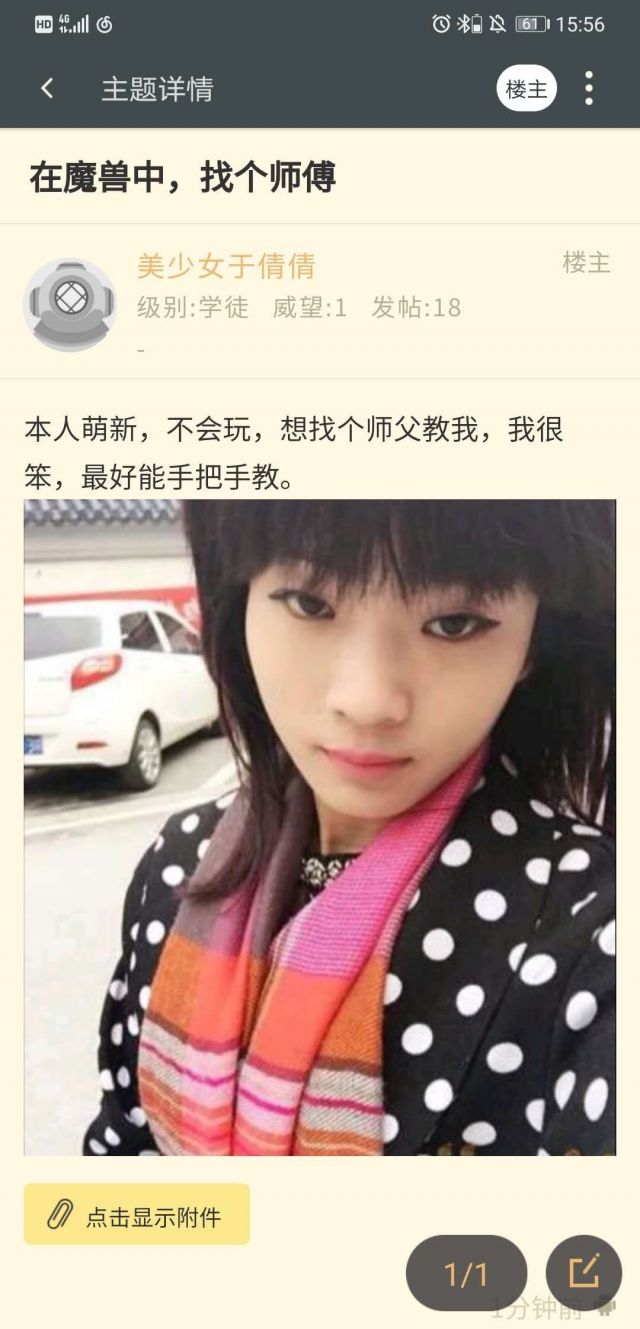 HD 4G 61 15:56
主题详情 楼主
在魔兽中，找个师傅
美少女于倩倩 楼主
级别:学徒 威望:1 发帖:18
-
本人萌新，不会玩，想找个师父教我，我很
笨，最好能手把手教。
点击显示附件
1/1
1分钟前